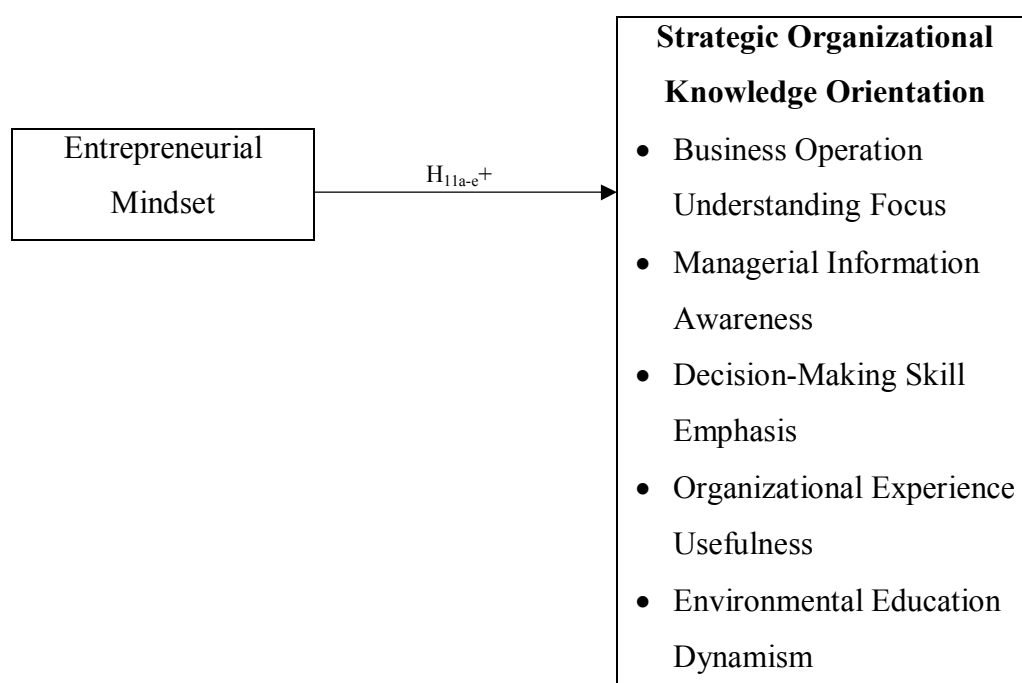 Entrepreneurial
Mindset
H11a-e+
Strategic Organizational
Knowledge Orientation
• Business Operation
Understanding Focus
• Managerial Information
Awareness
• Decision-Making Skill
Emphasis
• Organizational Experience
Usefulness
• Environmental Education
Dynamism